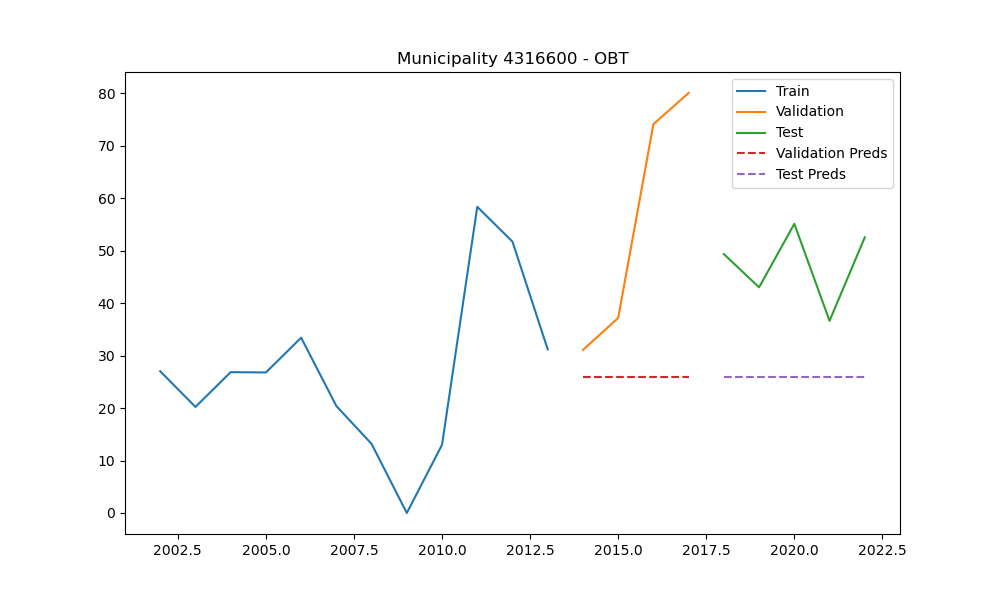 Municipality 4316600 - OBT
Train
Validation
Test
Validation Preds
Test Preds
80
70
60
50
40
30
20
10
0
2002.5 2005.0 2007.5 2010.0 2012.5 2015.0 2017.5 2020.0 2022.5